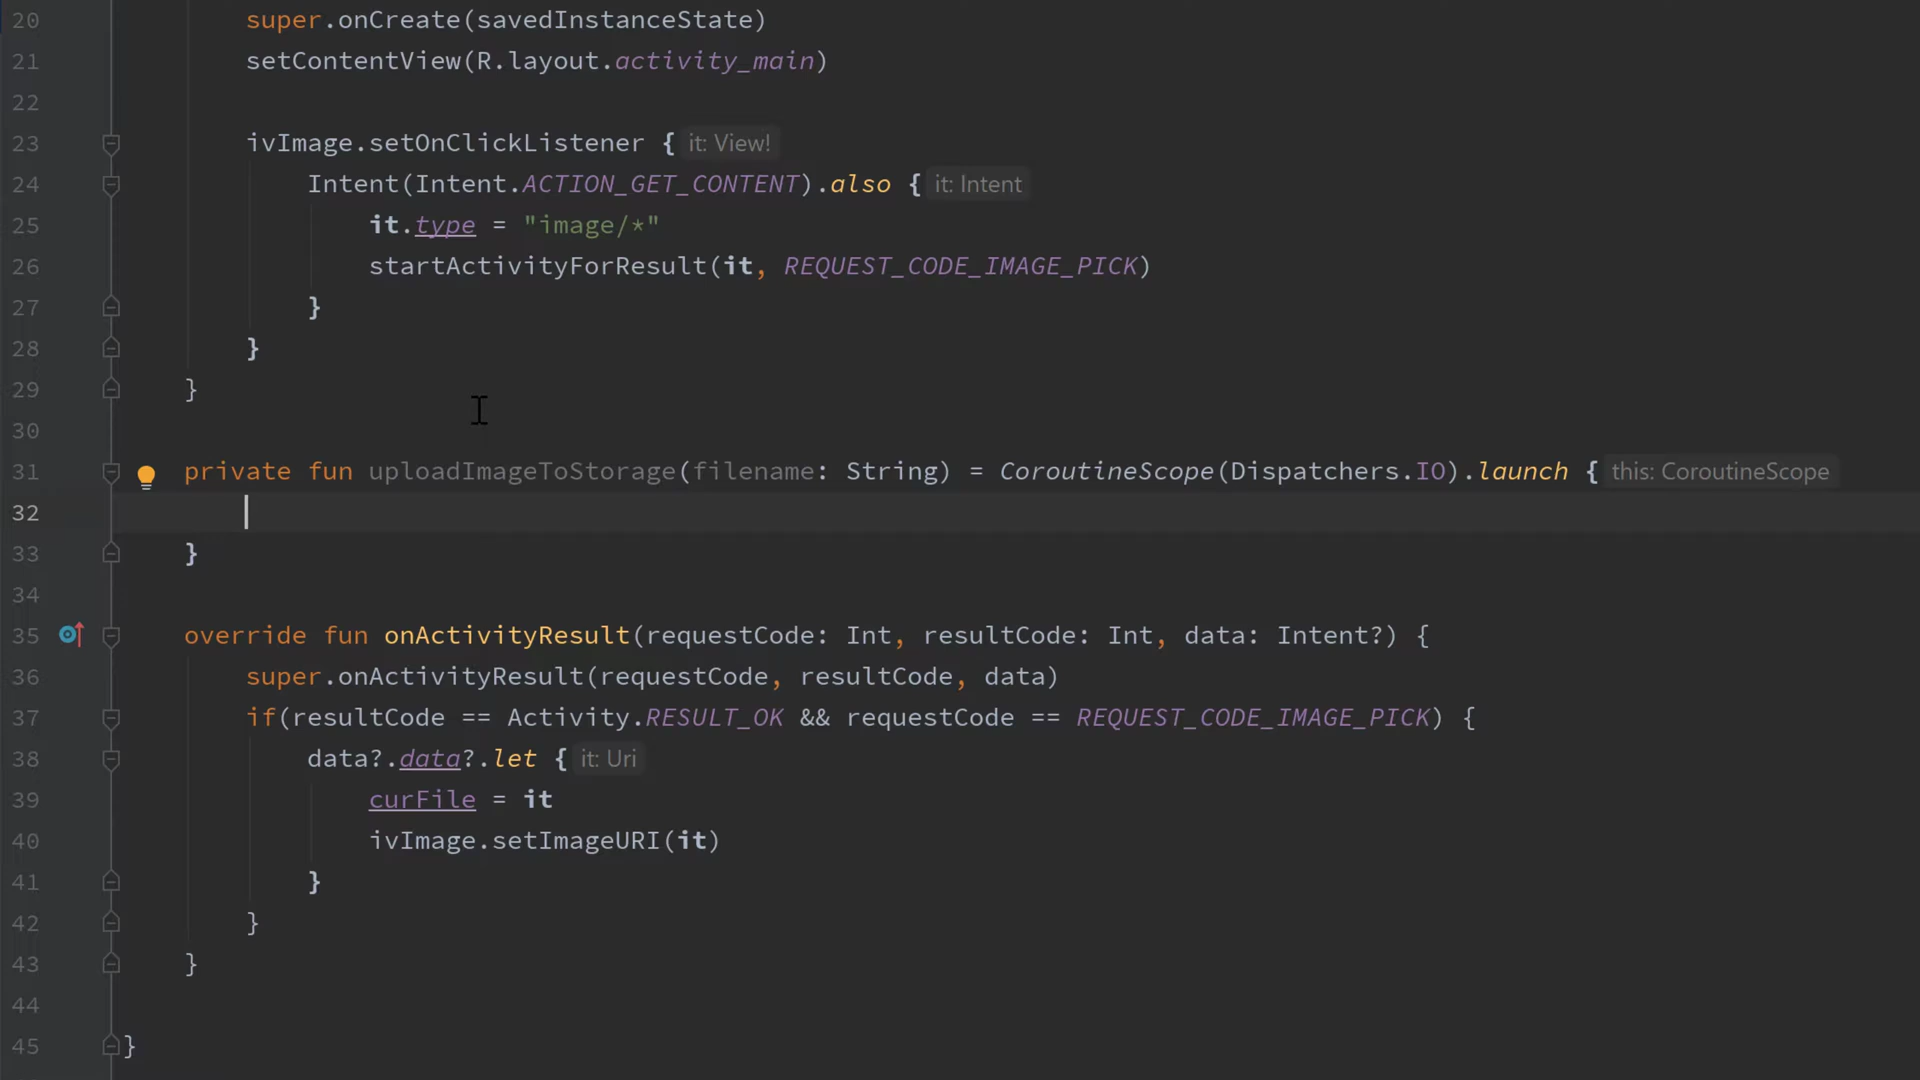 20 super.onCreate(savedInstanceState)
21 setContentView(R.layout.activity_main)
22
23 ivImage.setOnClickListener { it: View!
24 Intent(Intent.ACTION_GET_CONTENT).also { it: Intent
25 it.type = "image/*"
26 startActivityForResult(it, REQUEST_CODE_IMAGE_PICK)
27 }
28 }
29 }
30
31 private fun uploadImageToStorage(filename: String) = CoroutineScope(Dispatchers.IO).launch { this: CoroutineScope
32
33 }
34
35 override fun onActivityResult(requestCode: Int, resultCode: Int, data: Intent?) {
36 super.onActivityResult(requestCode, resultCode, data)
37 if(resultCode == Activity.RESULT_OK && requestCode == REQUEST_CODE_IMAGE_PICK) {
38 data?.data?.let { it: Uri
39 curFile = it
40 ivImage.setImageURI(it)
41 }
42 }
43 }
44
45 }